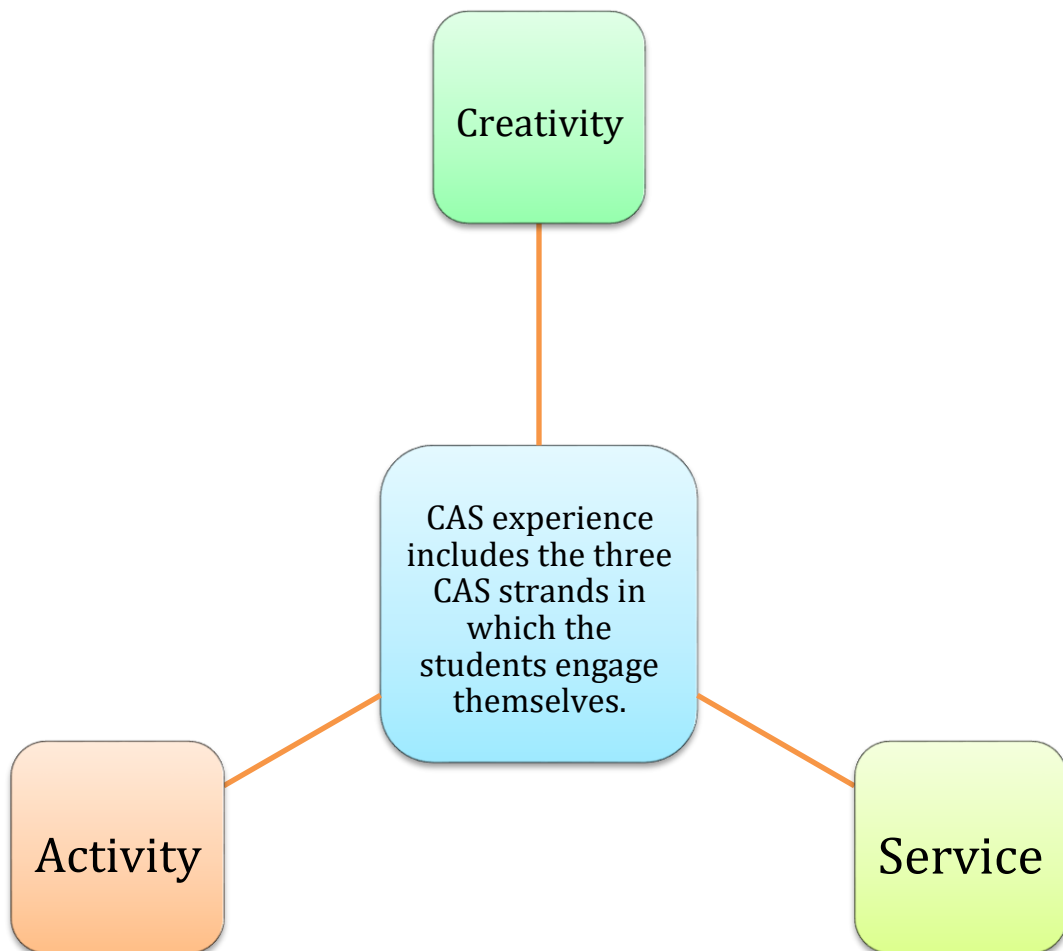 Creativity
CAS experience
includes the three
CAS strands in
which the
students engage
themselves.
Activity
Service